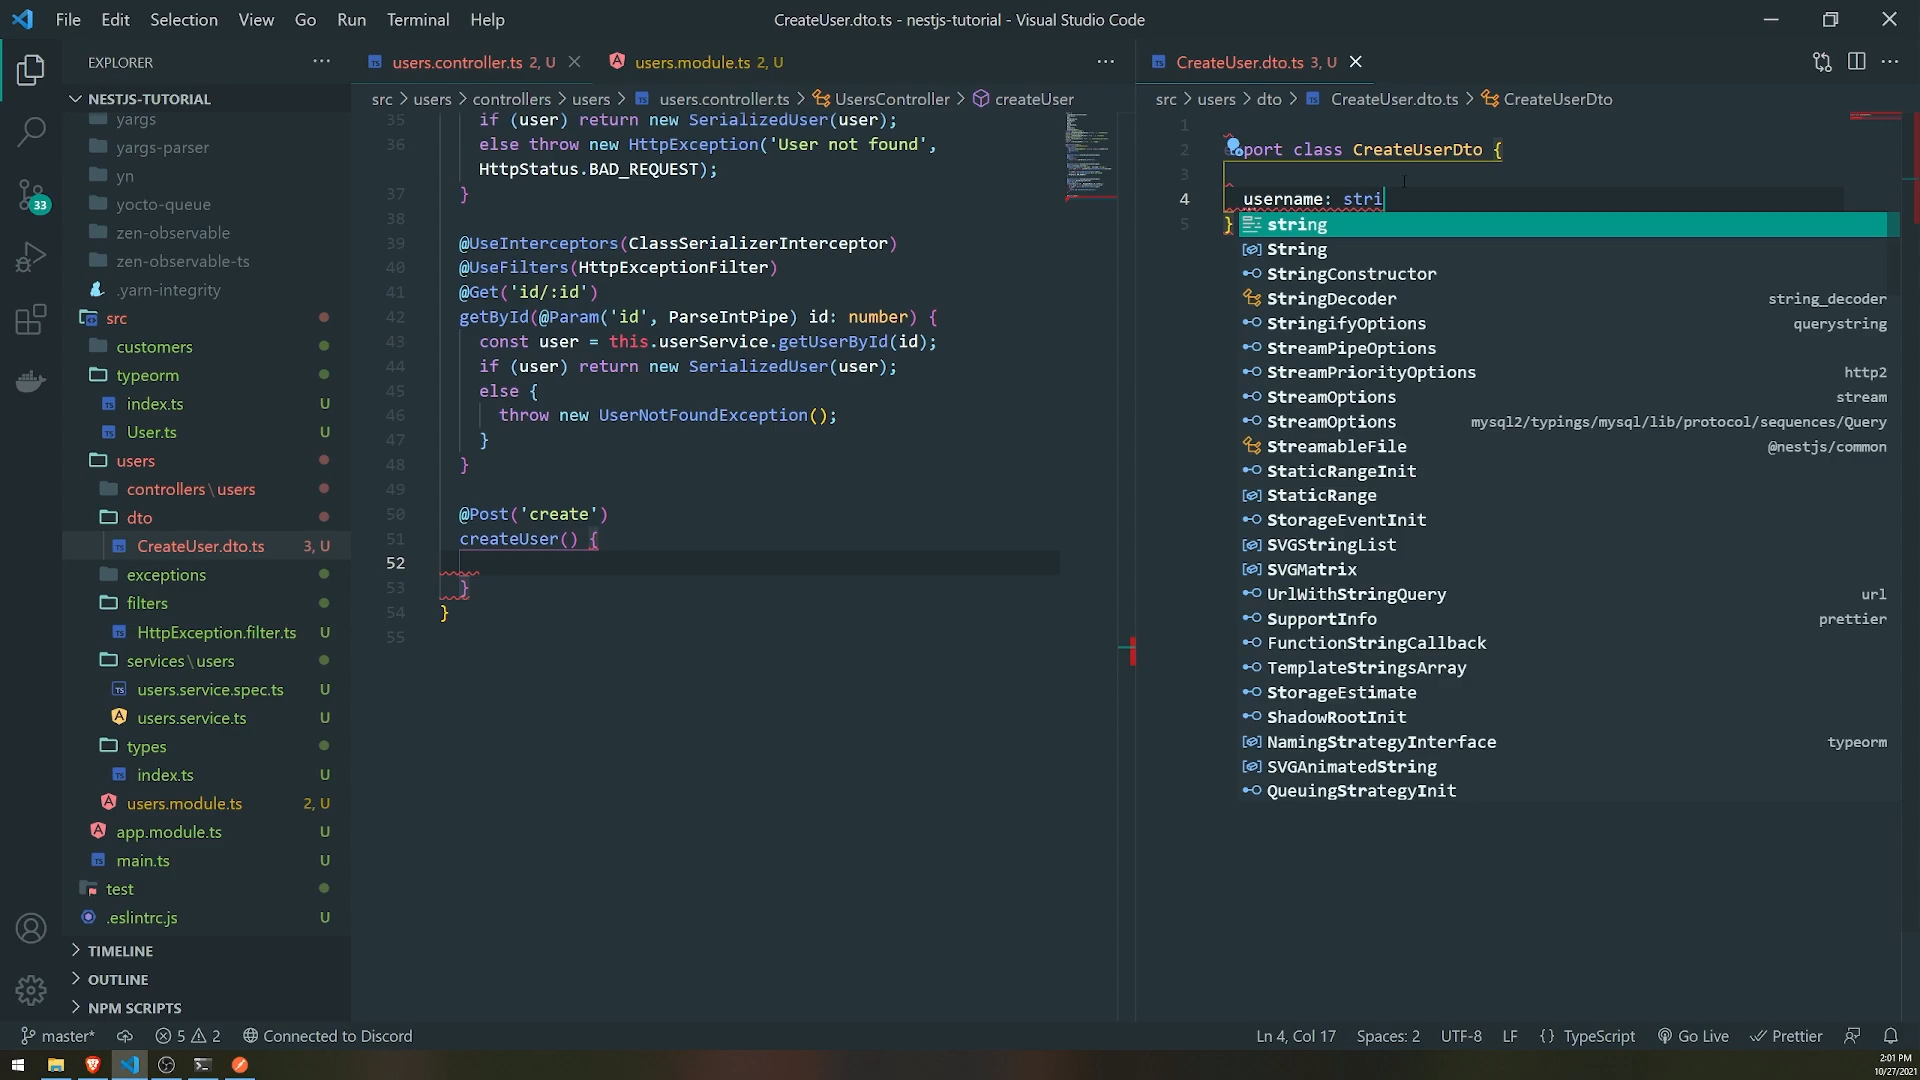 File Edit Selection View Go Run Terminal Help
CreateUser.dto.ts - nestjs-tutorial - Visual Studio Code
EXPLORER
NESTJS-TUTORIAL
yargs
yargs-parser
yn
yocto-queue
zen-observable
zen-observable-ts
.yarn-integrity
src
customers
typeorm
index.ts U
User.ts U
users
controllers\users
dto
CreateUser.dto.ts 3, U
exceptions
filters
HttpException.filter.ts U
services\users
users.service.spec.ts U
users.service.ts U
types
index.ts U
users.module.ts 2, U
app.module.ts U
main.ts U
test
.eslintrc.js U
TIMELINE
OUTLINE
NPM SCRIPTS
33
users.controller.ts 2, U
users.module.ts 2, U
src > users > controllers > users > users.controller.ts > UsersController > createUser
35 if (user) return new SerializedUser(user);
36 else throw new HttpException('User not found',
HttpStatus.BAD_REQUEST);
37 }
38
39 @UseInterceptors(ClassSerializerInterceptor)
40 @UseFilters(HttpExceptionFilter)
41 @Get('id/:id')
42 getById(@Param('id', ParseIntPipe) id: number) {
43 const user = this.userService.getUserById(id);
44 if (user) return new SerializedUser(user);
45 else {
46 throw new UserNotFoundException();
47 }
48 }
49
50 @Post('create')
51 createUser() {
52
53 }
54 }
55
CreateUser.dto.ts 3, U
src > users > dto > CreateUser.dto.ts > CreateUserDto
1
2 export class CreateUserDto {
3
4 username: stri
5 }
string
String
StringConstructor
StringDecoder string_decoder
StringifyOptions querystring
StreamPipeOptions
StreamPriorityOptions http2
StreamOptions stream
StreamOptions mysql2/typings/mysql/lib/protocol/sequences/Query
StreamableFile @nestjs/common
StaticRangeInit
StaticRange
StorageEventInit
SVGStringList
SVGMatrix
UrlWithStringQuery url
SupportInfo prettier
FunctionStringCallback
TemplateStringsArray
StorageEstimate
ShadowRootInit
NamingStrategyInterface typeorm
SVGAnimatedString
QueuingStrategyInit
master* 5 2 Connected to Discord
Ln 4, Col 17 Spaces: 2 UTF-8 LF {} TypeScript Go Live Prettier
2:01 PM
10/27/2021